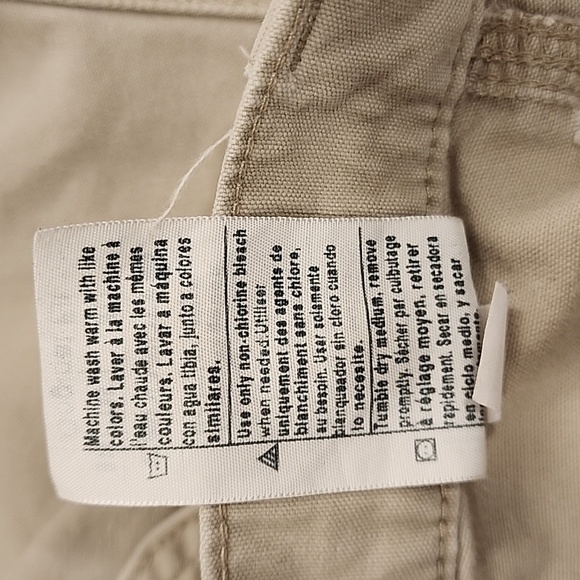 Machine wash warm with like
colors. Laver à la machine à
l'eau chaude avec les mêmes
couleurs. Lavar a máquina
con agua tibia, junto a colores
similares.
Use only non-chlorine bleach
when needed. Utiliser
uniquement des agents de
blanchiment sans chlore,
au besoin. User solamente
blanqueador sin cloro cuando
lo necesite.
Tumble dry medium, remove
promptly. Sécher par culbutage
à réglage moyen, retirer
rapidement. Secar en secadora
en ciclo medio, y sacar